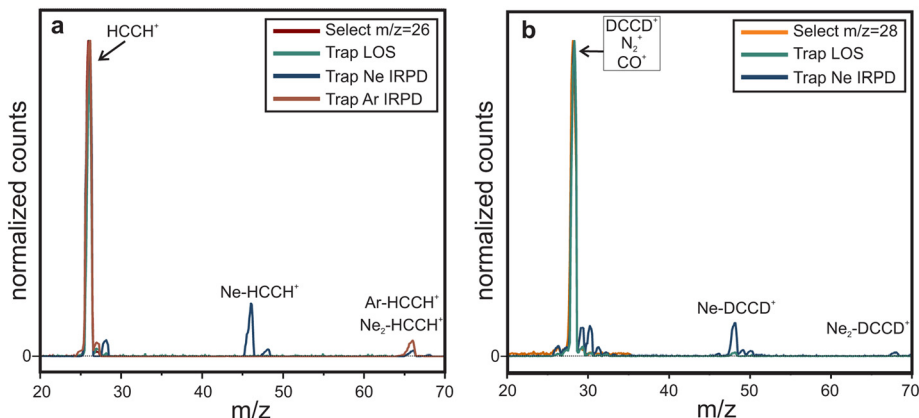 a
HCCH⁺
Select m/z=26
Trap LOS
Trap Ne IRPD
Trap Ar IRPD
normalized counts
Ne-HCCH⁺
Ar-HCCH⁺
Ne₂-HCCH⁺
0
20 30 40 50 60 70
m/z
b
DCCD⁺
N₂⁺
CO⁺
Select m/z=28
Trap LOS
Trap Ne IRPD
normalized counts
Ne-DCCD⁺
Ne₂-DCCD⁺
0
20 30 40 50 60 70
m/z